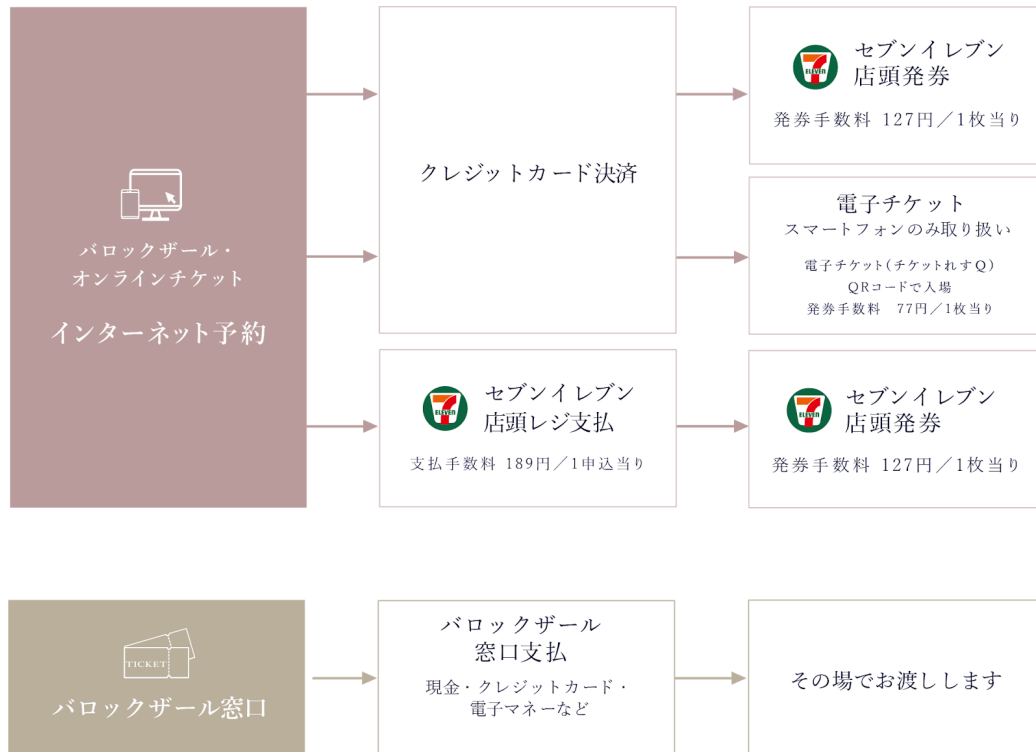 バロックザール・
オンラインチケット
インターネット予約
クレジットカード決済
7
ELEVEN
セブンイレブン
店頭発券
発券手数料 127円／1枚当り
電子チケット
スマートフォンのみ取り扱い
電子チケット(チケットれすQ)
QRコードで入場
発券手数料 77円／1枚当り
7
ELEVEN
セブンイレブン
店頭レジ支払
支払手数料 189円／1申込当り
7
ELEVEN
セブンイレブン
店頭発券
発券手数料 127円／1枚当り
TICKET
バロックザール窓口
バロックザール
窓口支払
現金・クレジットカード・
電子マネーなど
その場でお渡しします